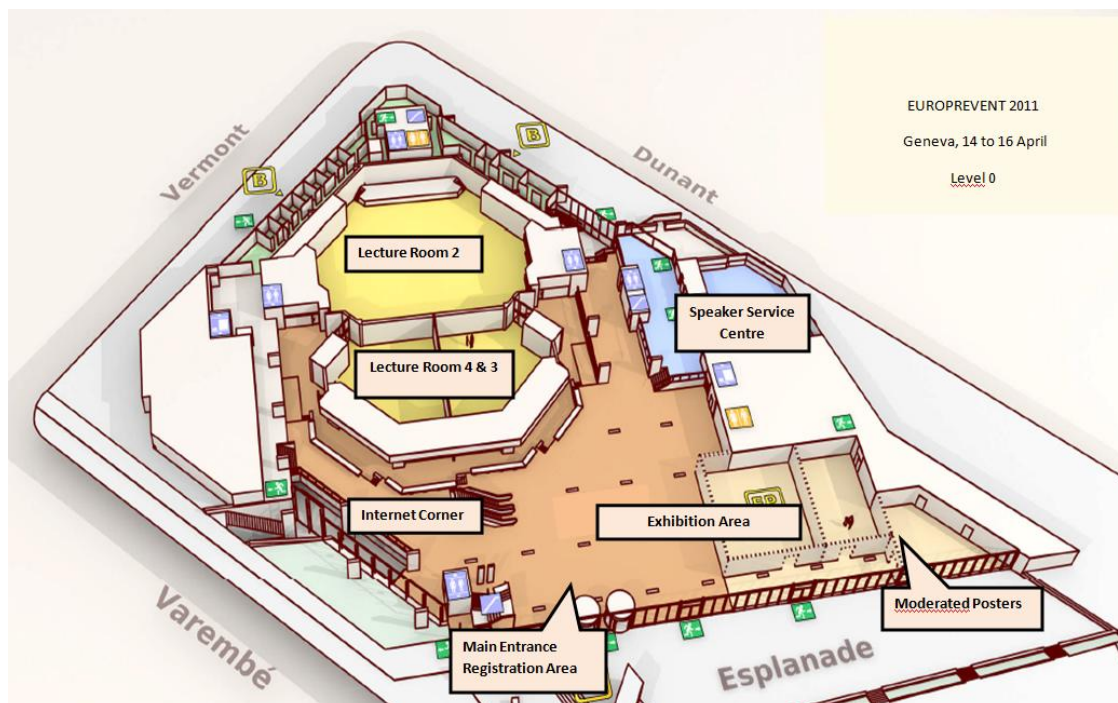 EUROPREVENT 2011
Geneva, 14 to 16 April
Level 0
Vermont
Dunant
B
B
Lecture Room 2
Speaker Service
Centre
Lecture Room 4 & 3
Internet Corner
Exhibition Area
Moderated Posters
Main Entrance
Registration Area
Varembé
Esplanade